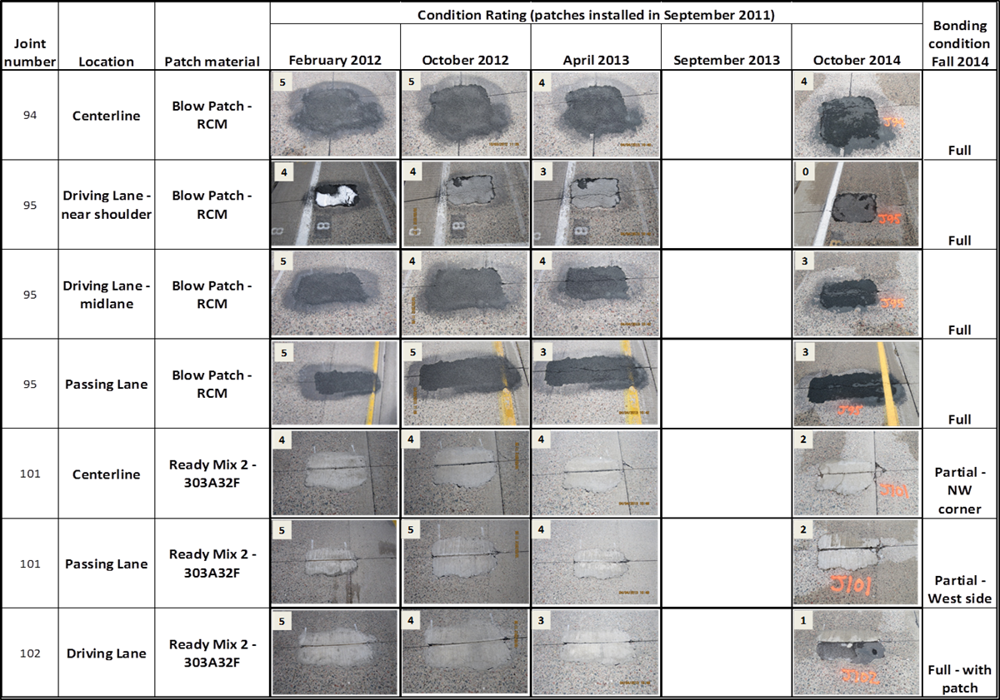 Condition Rating (patches installed in September 2011)
Joint
number
Location
Patch material
February 2012
October 2012
April 2013
September 2013
October 2014
Bonding
condition
Fall 2014
94
Centerline
Blow Patch -
RCM
5
5
4
4
J94
Full
95
Driving Lane -
near shoulder
Blow Patch -
RCM
4
8
4
8
3
8
0
J95
Full
95
Driving Lane -
midlane
Blow Patch -
RCM
5
4
4
3
J95
Full
95
Passing Lane
Blow Patch -
RCM
5
5
3
3
J95
Full
101
Centerline
Ready Mix 2 -
303A32F
4
4
4
2
J101
Partial -
NW
corner
101
Passing Lane
Ready Mix 2 -
303A32F
5
5
4
2
J101
Partial -
West side
102
Driving Lane
Ready Mix 2 -
303A32F
5
4
3
1
J102
Full - with
patch